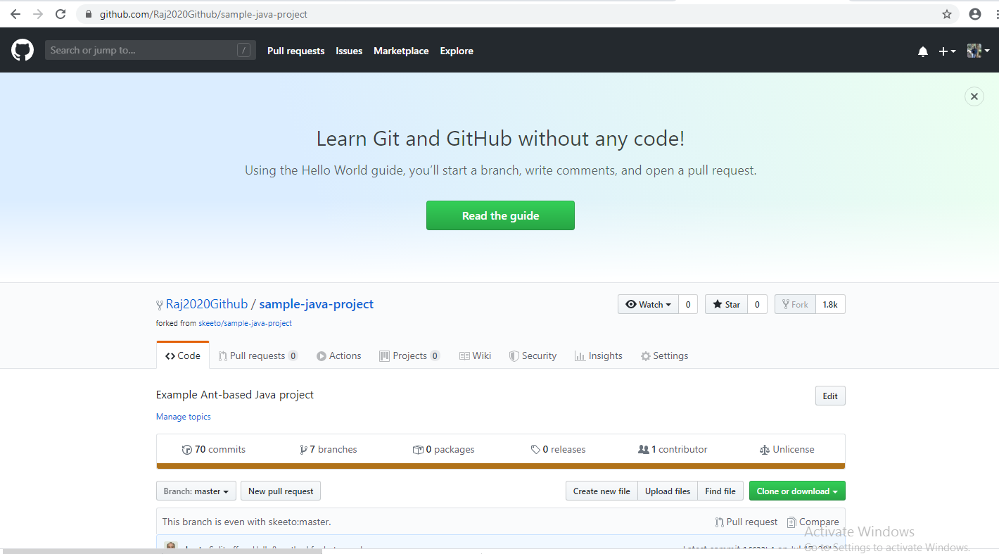 github.com/Raj2020Github/sample-java-project
Search or jump to... /
Pull requests Issues Marketplace Explore
Learn Git and GitHub without any code!
Using the Hello World guide, you’ll start a branch, write comments, and open a pull request.
Read the guide
Raj2020Github / sample-java-project
Watch 0 Star 0 Fork 1.8k
forked from skeeto/sample-java-project
Code Pull requests 0 Actions Projects 0 Wiki Security Insights Settings
Example Ant-based Java project
Edit
Manage topics
70 commits 7 branches 0 packages 0 releases 1 contributor Unlicense
Branch: master New pull request Create new file Upload files Find file Clone or download
This branch is even with skeeto:master. Pull request Compare
Activate Windows
Go to Settings to activate Windows.